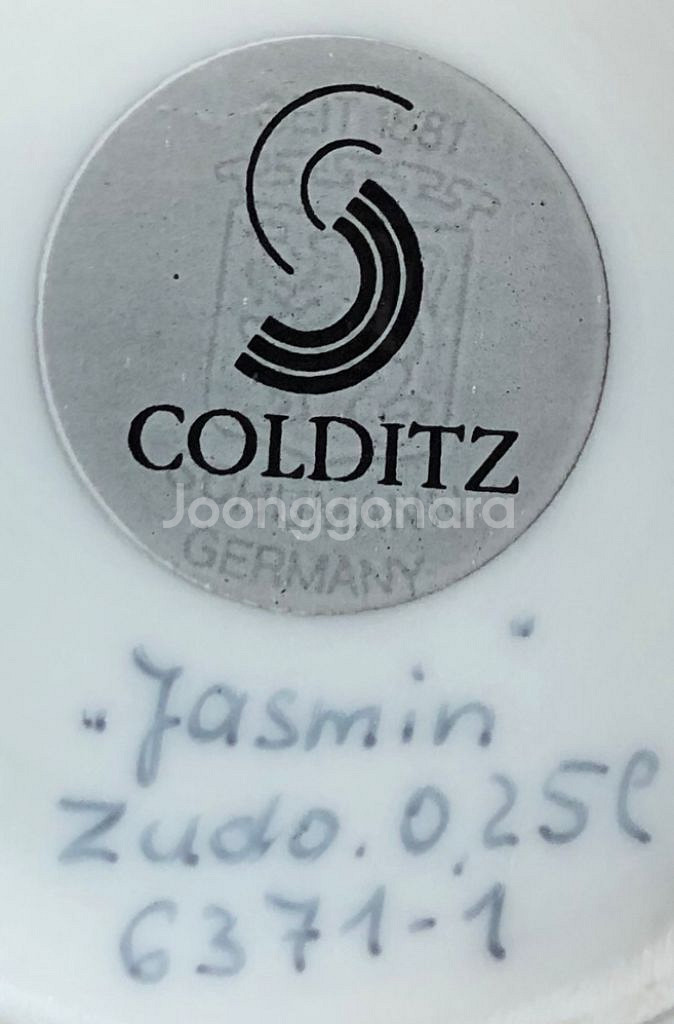 SEIT 1881
COLDITZ
Joonggonara
GERMANY
„Jasmin"
Zudo. 0,25l
6371-1